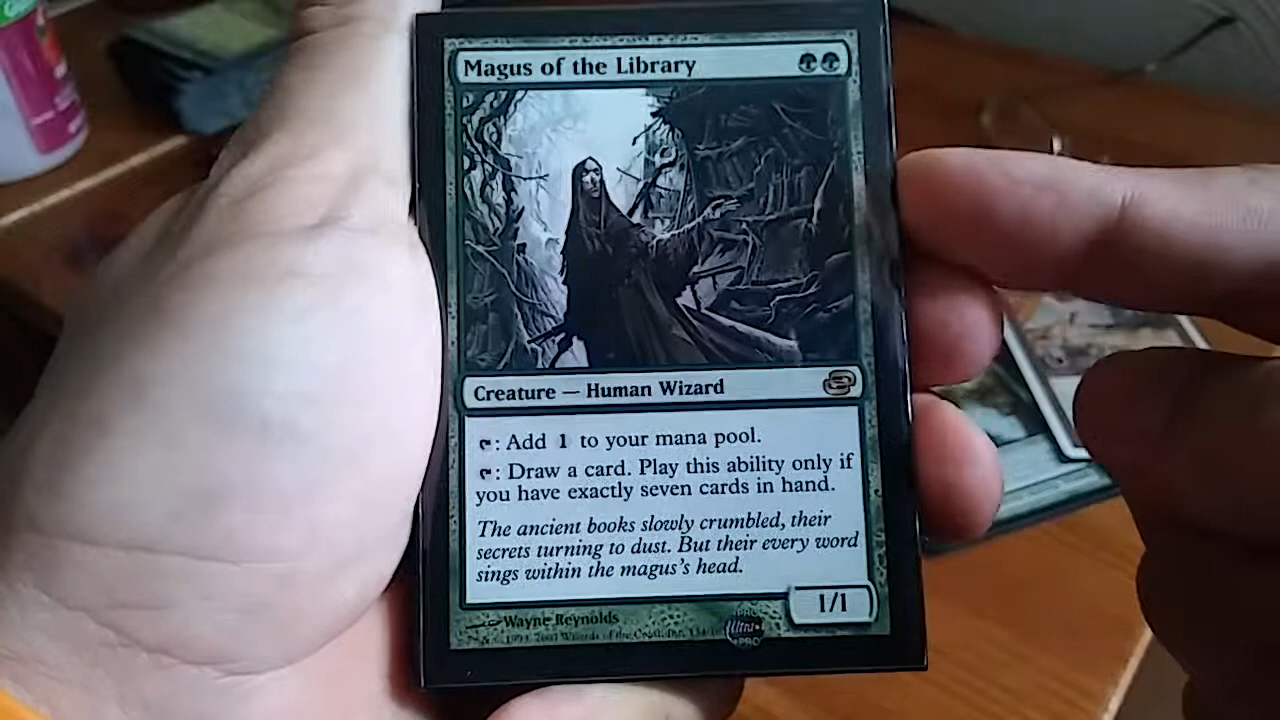 Magus of the Library
Creature — Human Wizard
: Add 1 to your mana pool.
: Draw a card. Play this ability only if
you have exactly seven cards in hand.
The ancient books slowly crumbled, their
secrets turning to dust. But their every word
sings within the magus's head.
1/1
Wayne Reynolds
Ultra
PRO